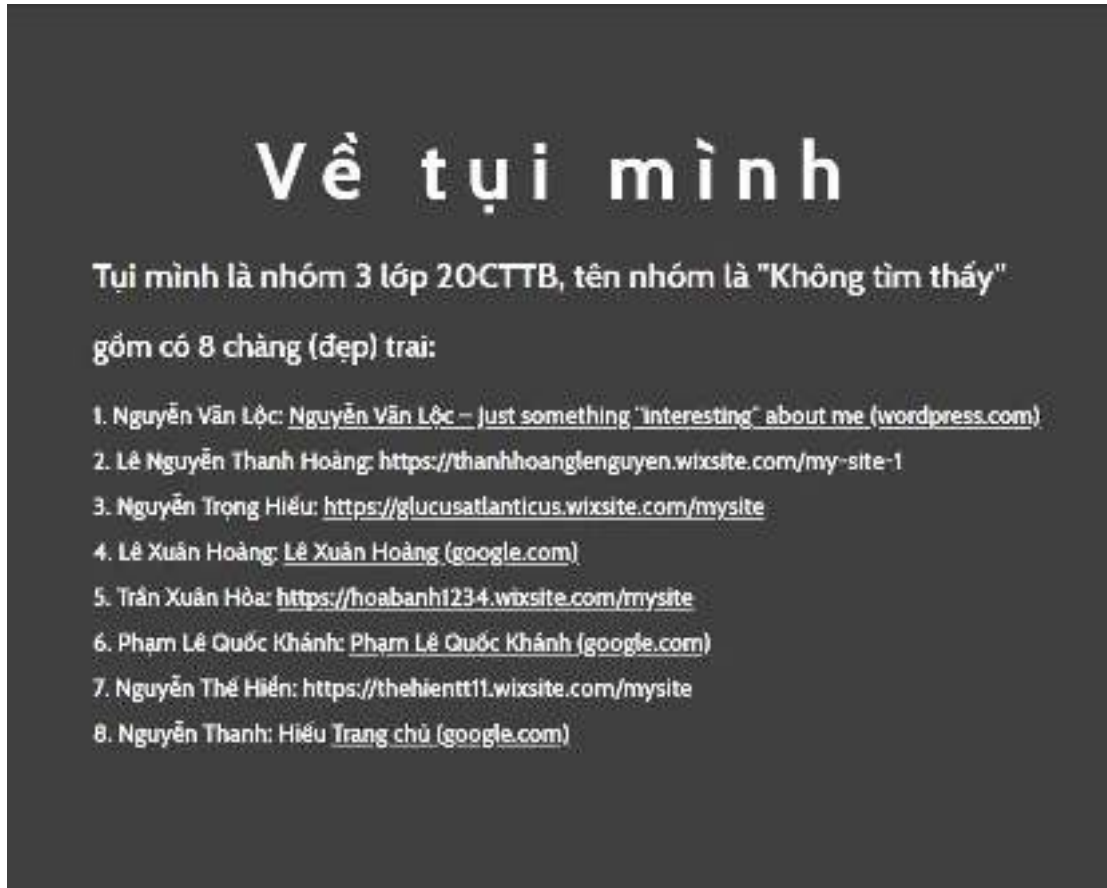 Về tụi mình
Tụi mình là nhóm 3 lớp 20CTTB, tên nhóm là "Không tìm thấy"
gồm có 8 chàng (đẹp) trai:
1. Nguyễn Văn Lộc: Nguyễn Văn Lộc – Just something "interesting" about me (wordpress.com)
2. Lê Nguyễn Thanh Hoàng: https://thanhhoanglenguyen.wixsite.com/my-site-1
3. Nguyễn Trọng Hiếu: https://glucusatlanticus.wixsite.com/mysite
4. Lê Xuân Hoàng: Lê Xuân Hoàng (google.com)
5. Trần Xuân Hòa: https://hoabanh1234.wixsite.com/mysite
6. Phạm Lê Quốc Khánh: Phạm Lê Quốc Khánh (google.com)
7. Nguyễn Thế Hiển: https://thehientt11.wixsite.com/mysite
8. Nguyễn Thanh: Hiếu Trang chủ (google.com)